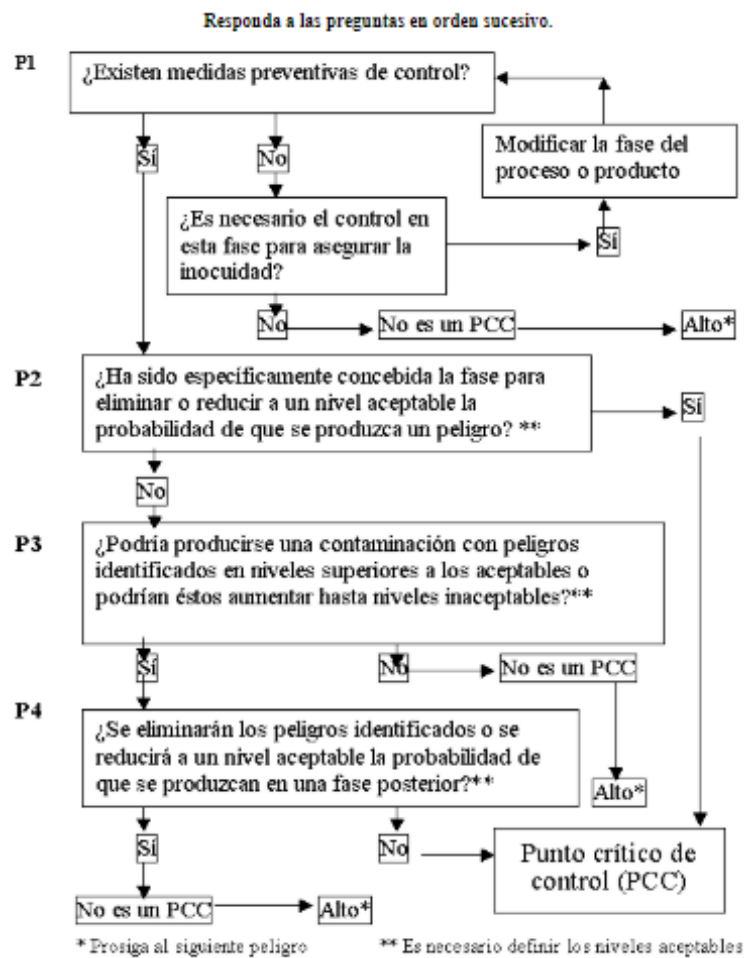 Responda a las preguntas en orden sucesivo.
P1
¿Existen medidas preventivas de control?
Sí
No
Modificar la fase del
proceso o producto
¿Es necesario el control en
esta fase para asegurar la
inocuidad?
Sí
No
No es un PCC
Alto*
P2
¿Ha sido específicamente concebida la fase para
eliminar o reducir a un nivel aceptable la
probabilidad de que se produzca un peligro? **
Sí
No
P3
¿Podría producirse una contaminación con peligros
identificados en niveles superiores a los aceptables o
podrían éstos aumentar hasta niveles inaceptables?**
Sí
No
No es un PCC
P4
¿Se eliminarán los peligros identificados o se
reducirá a un nivel aceptable la probabilidad de
que se produzcan en una fase posterior?**
Alto*
Sí
No
Punto crítico de
control (PCC)
No es un PCC
Alto*
* Prosiga al siguiente peligro
** Es necesario definir los niveles aceptables